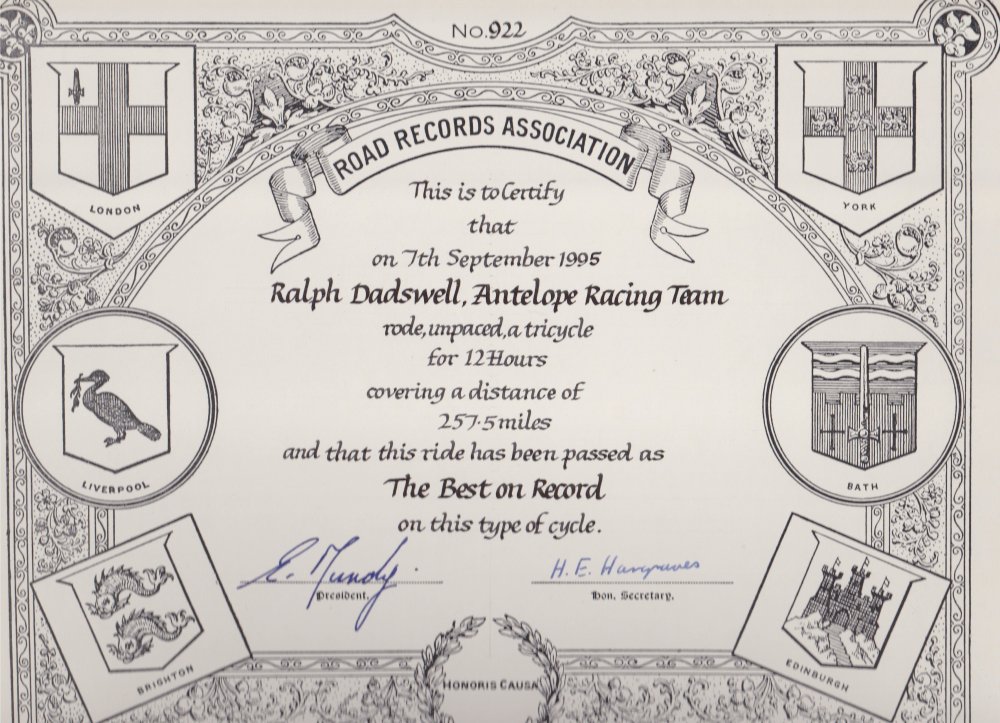 No. 922
ROAD RECORDS ASSOCIATION
This is to Certify
that
on 7th September 1995
Ralph Dadswell, Antelope Racing Team
rode, unpaced, a tricycle
for 12 Hours
covering a distance of
257·5 miles
and that this ride has been passed as
The Best on Record
on this type of cycle.
E. Mundy
H. E. Hargraves
President.
Hon. Secretary.
LONDON
YORK
LIVERPOOL
BATH
BRIGHTON
EDINBURGH
HONORIS CAUSA